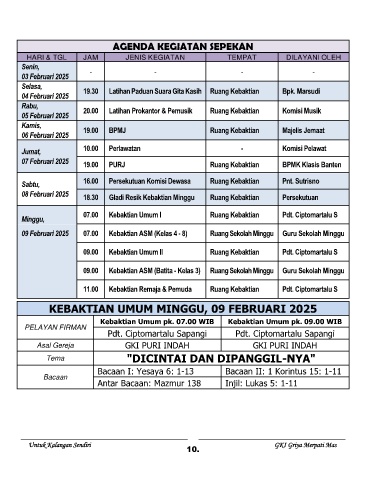 AGENDA KEGIATAN SEPEKAN
HARI & TGL JAM JENIS KEGIATAN TEMPAT DILAYANI OLEH
Senin,
03 Februari 2025 - - - -
Selasa,
04 Februari 2025 19.30 Latihan Paduan Suara Gita Kasih Ruang Kebaktian Bpk. Marsudi
Rabu,
05 Februari 2025 20.00 Latihan Prokantor & Pemusik Ruang Kebaktian Komisi Musik
Kamis,
06 Februari 2025 19.00 BPMJ Ruang Kebaktian Majelis Jemaat
Jumat,
07 Februari 2025 10.00 Perlawatan - Komisi Pelawat
19.00 PURJ Ruang Kebaktian BPMK Klasis Banten
Sabtu,
08 Februari 2025 16.00 Persekutuan Komisi Dewasa Ruang Kebaktian Pnt. Sutrisno
18.30 Gladi Resik Kebaktian Minggu Ruang Kebaktian Persekutuan
Minggu,
09 Februari 2025 07.00 Kebaktian Umum I Ruang Kebaktian Pdt. Ciptomartalu S
07.00 Kebaktian ASM (Kelas 4 - 8) Ruang Sekolah Minggu Guru Sekolah Minggu
09.00 Kebaktian Umum II Ruang Kebaktian Pdt. Ciptomartalu S
09.00 Kebaktian ASM (Batita - Kelas 3) Ruang Sekolah Minggu Guru Sekolah Minggu
11.00 Kebaktian Remaja & Pemuda Ruang Kebaktian Pdt. Ciptomartalu S
KEBAKTIAN UMUM MINGGU, 09 FEBRUARI 2025
PELAYAN FIRMAN Kebaktian Umum pk. 07.00 WIB Kebaktian Umum pk. 09.00 WIB
Pdt. Ciptomartalu Sapangi Pdt. Ciptomartalu Sapangi
Asal Gereja GKI PURI INDAH GKI PURI INDAH
Tema "DICINTAI DAN DIPANGGIL-NYA"
Bacaan Bacaan I: Yesaya 6: 1-13 Bacaan II: 1 Korintus 15: 1-11
Antar Bacaan: Mazmur 138 Injil: Lukas 5: 1-11
Untuk Kalangan Sendiri GKI Griya Merpati Mas
10.